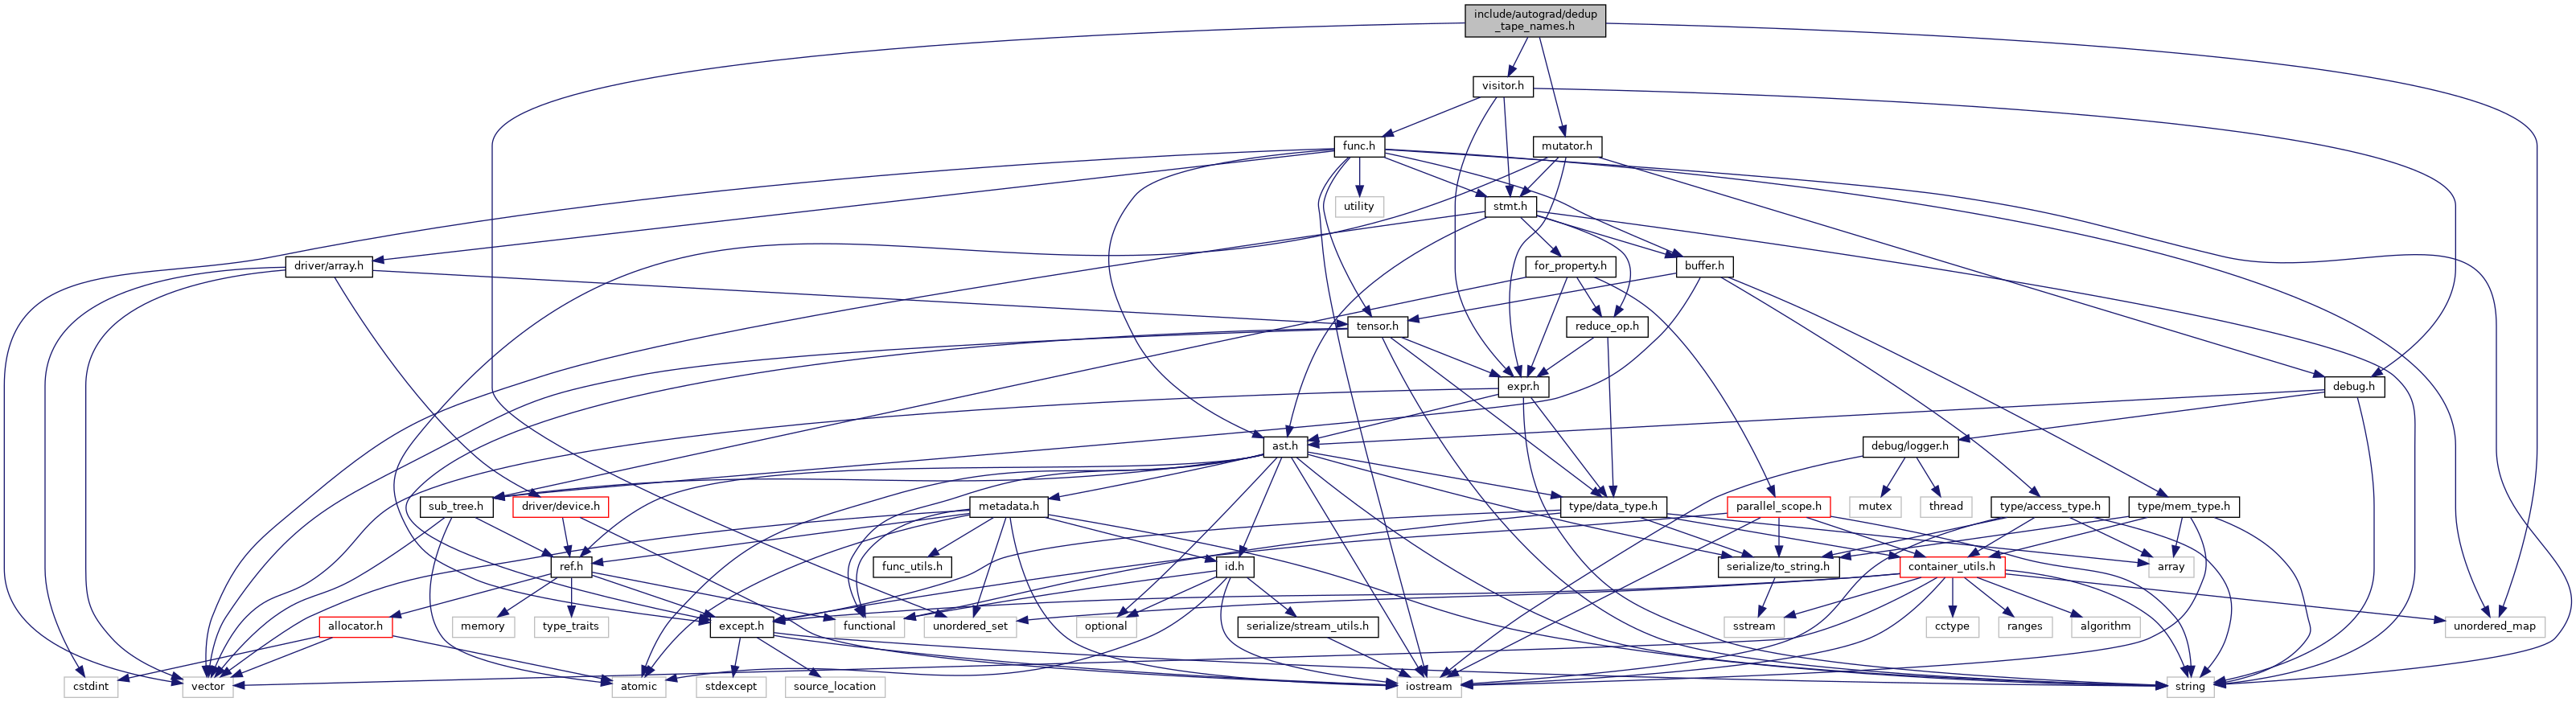 include/autograd/dedup
_tape_names.h
visitor.h
func.h
mutator.h
utility
stmt.h
driver/array.h
for_property.h
buffer.h
tensor.h
reduce_op.h
expr.h
debug.h
ast.h
debug/logger.h
sub_tree.h
driver/device.h
metadata.h
type/data_type.h
parallel_scope.h
mutex
thread
type/access_type.h
type/mem_type.h
ref.h
func_utils.h
id.h
serialize/to_string.h
container_utils.h
array
allocator.h
memory
type_traits
except.h
functional
unordered_set
optional
serialize/stream_utils.h
sstream
cctype
ranges
algorithm
unordered_map
cstdint
vector
atomic
stdexcept
source_location
iostream
string